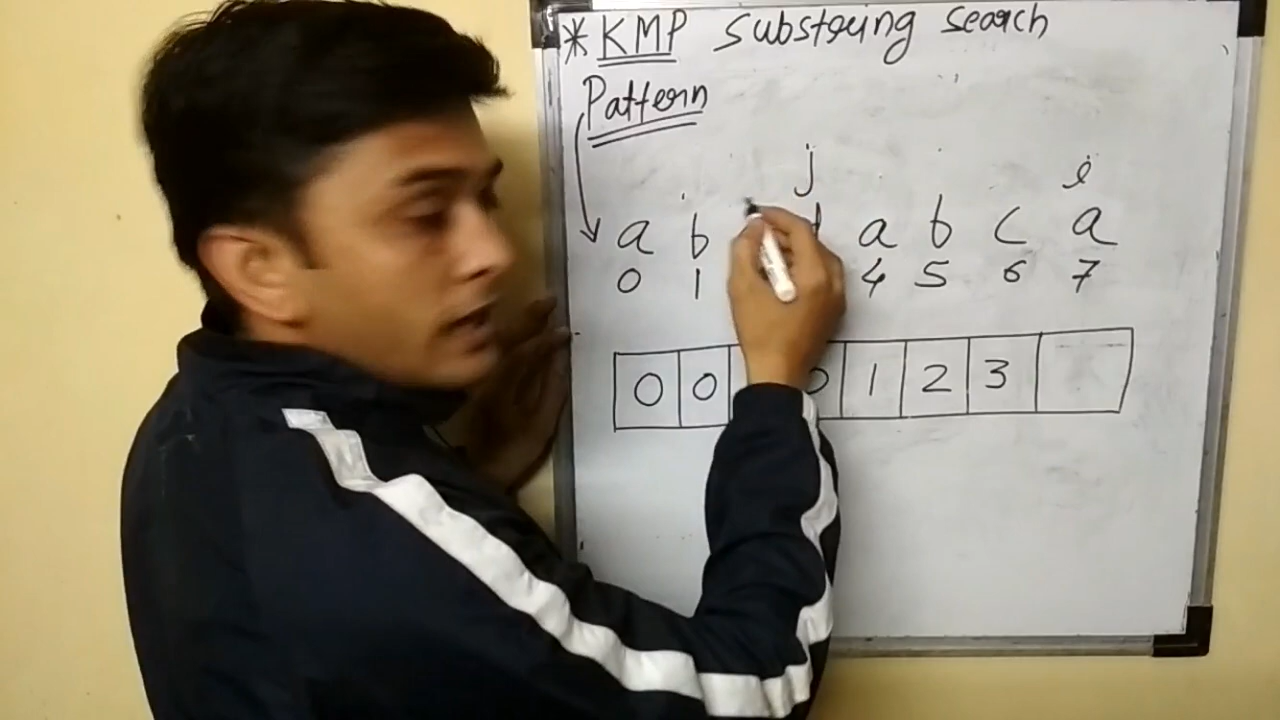 * KMP Substring Search
Pattern
j i
a b a b c a
0 1 4 5 6 7
0 0 0 1 2 3